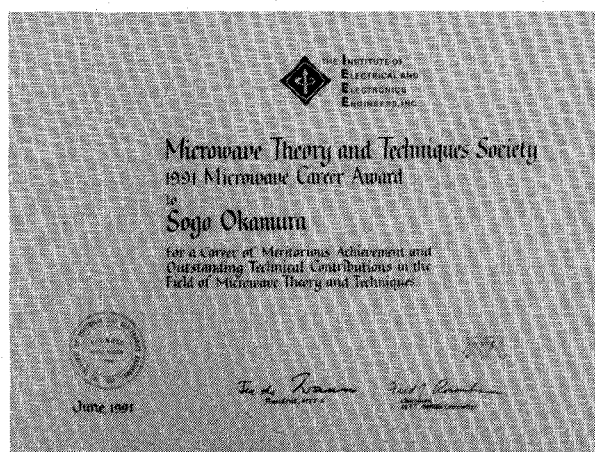 THE INSTITUTE OF
ELECTRICAL AND
ELECTRONICS
ENGINEERS, INC.
Microwave Theory and Techniques Society
1991 Microwave Career Award
to
Sogo Okamura
For a Career of Meritorious Achievement and
Outstanding Technical Contributions in the
Field of Microwave Theory and Techniques
June 1991